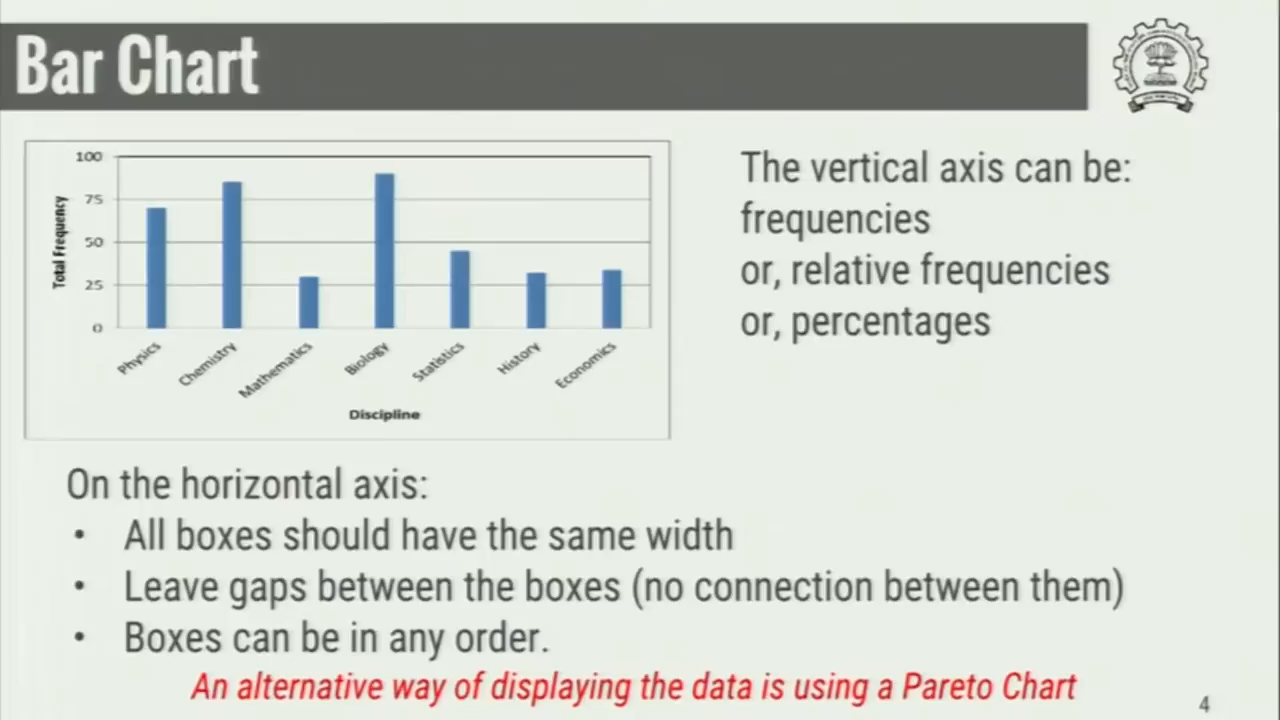 Bar Chart
100
75
50
25
0
Total Frequency
Physics
Chemistry
Mathematics
Biology
Statistics
History
Economics
Discipline
The vertical axis can be:
frequencies
or, relative frequencies
or, percentages
On the horizontal axis:
• All boxes should have the same width
• Leave gaps between the boxes (no connection between them)
• Boxes can be in any order.
An alternative way of displaying the data is using a Pareto Chart
4